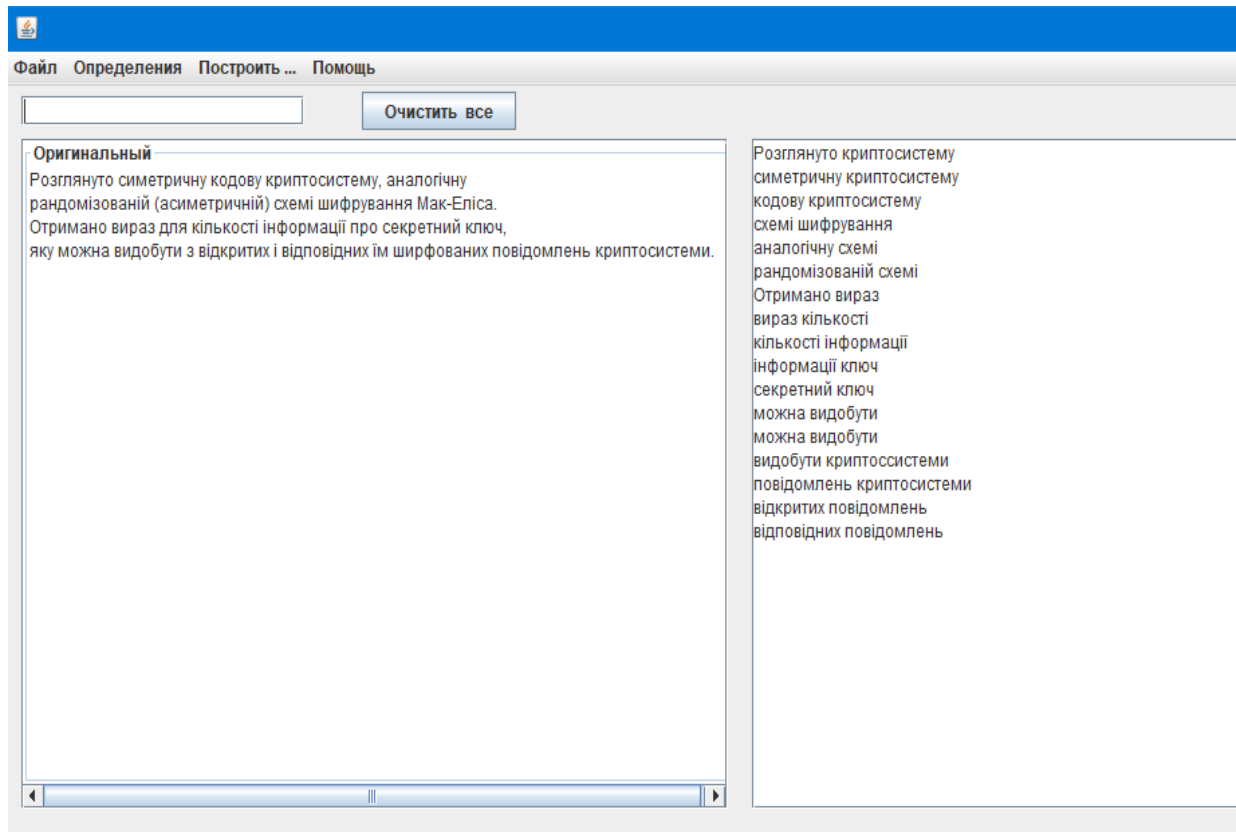 Файл Определения Построить ... Помощь
Очистить все
Оригинальный
Розглянуто симетричну кодову криптосистему, аналогічну
рандомізованій (асиметричній) схемі шифрування Мак-Еліса.
Отримано вираз для кількості інформації про секретний ключ,
яку можна видобути з відкритих і відповідних їм ширфованих повідомлень криптосистеми.
Розглянуто криптосистему
симетричну криптосистему
кодову криптосистему
схемі шифрування
аналогічну схемі
рандомізованій схемі
Отримано вираз
вираз кількості
кількості інформації
інформації ключ
секретний ключ
можна видобути
можна видобути
видобути криптоссистеми
повідомлень криптосистеми
відкритих повідомлень
відповідних повідомлень